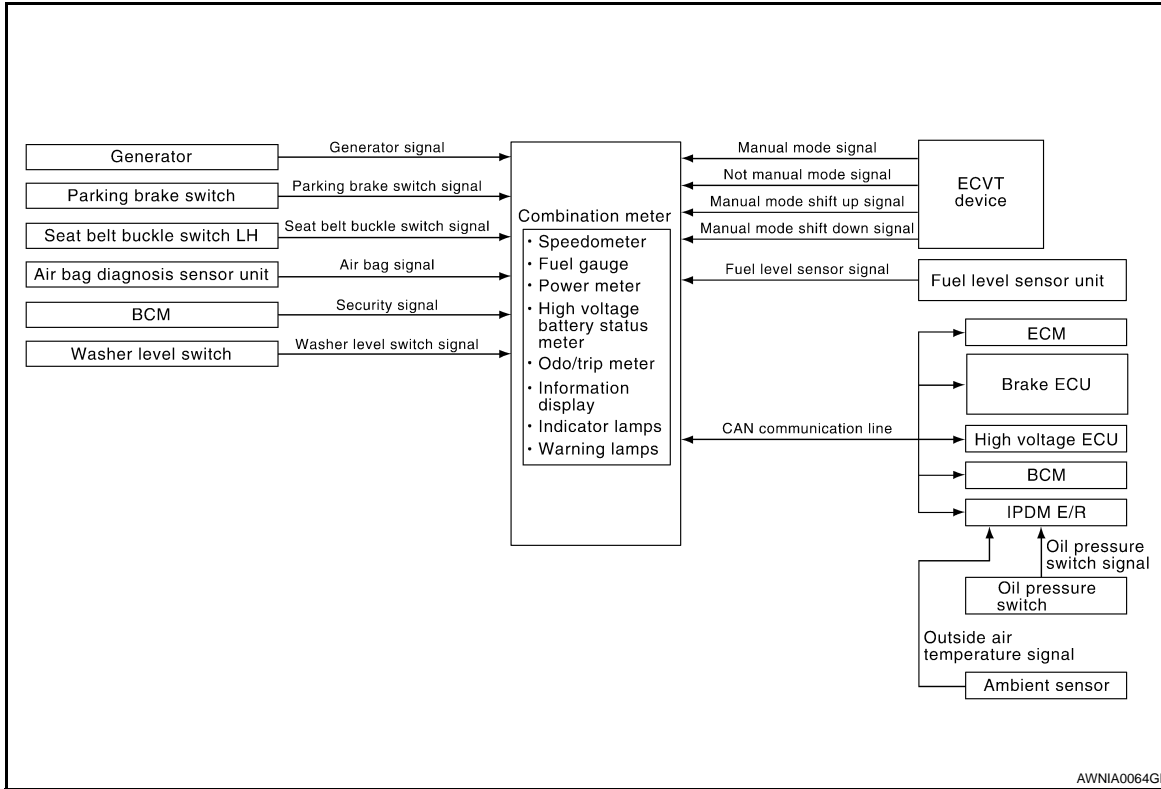 Generator
Generator signal
Parking brake switch
Parking brake switch signal
Seat belt buckle switch LH
Seat belt buckle switch signal
Air bag diagnosis sensor unit
Air bag signal
BCM
Security signal
Washer level switch
Washer level switch signal
Combination meter
· Speedometer
· Fuel gauge
· Power meter
· High voltage
battery status
meter
· Odo/trip meter
· Information
display
· Indicator lamps
· Warning lamps
Manual mode signal
Not manual mode signal
Manual mode shift up signal
Manual mode shift down signal
ECVT
device
Fuel level sensor signal
Fuel level sensor unit
CAN communication line
ECM
Brake ECU
High voltage ECU
BCM
IPDM E/R
Oil pressure
switch signal
Oil pressure
switch
Outside air
temperature signal
Ambient sensor